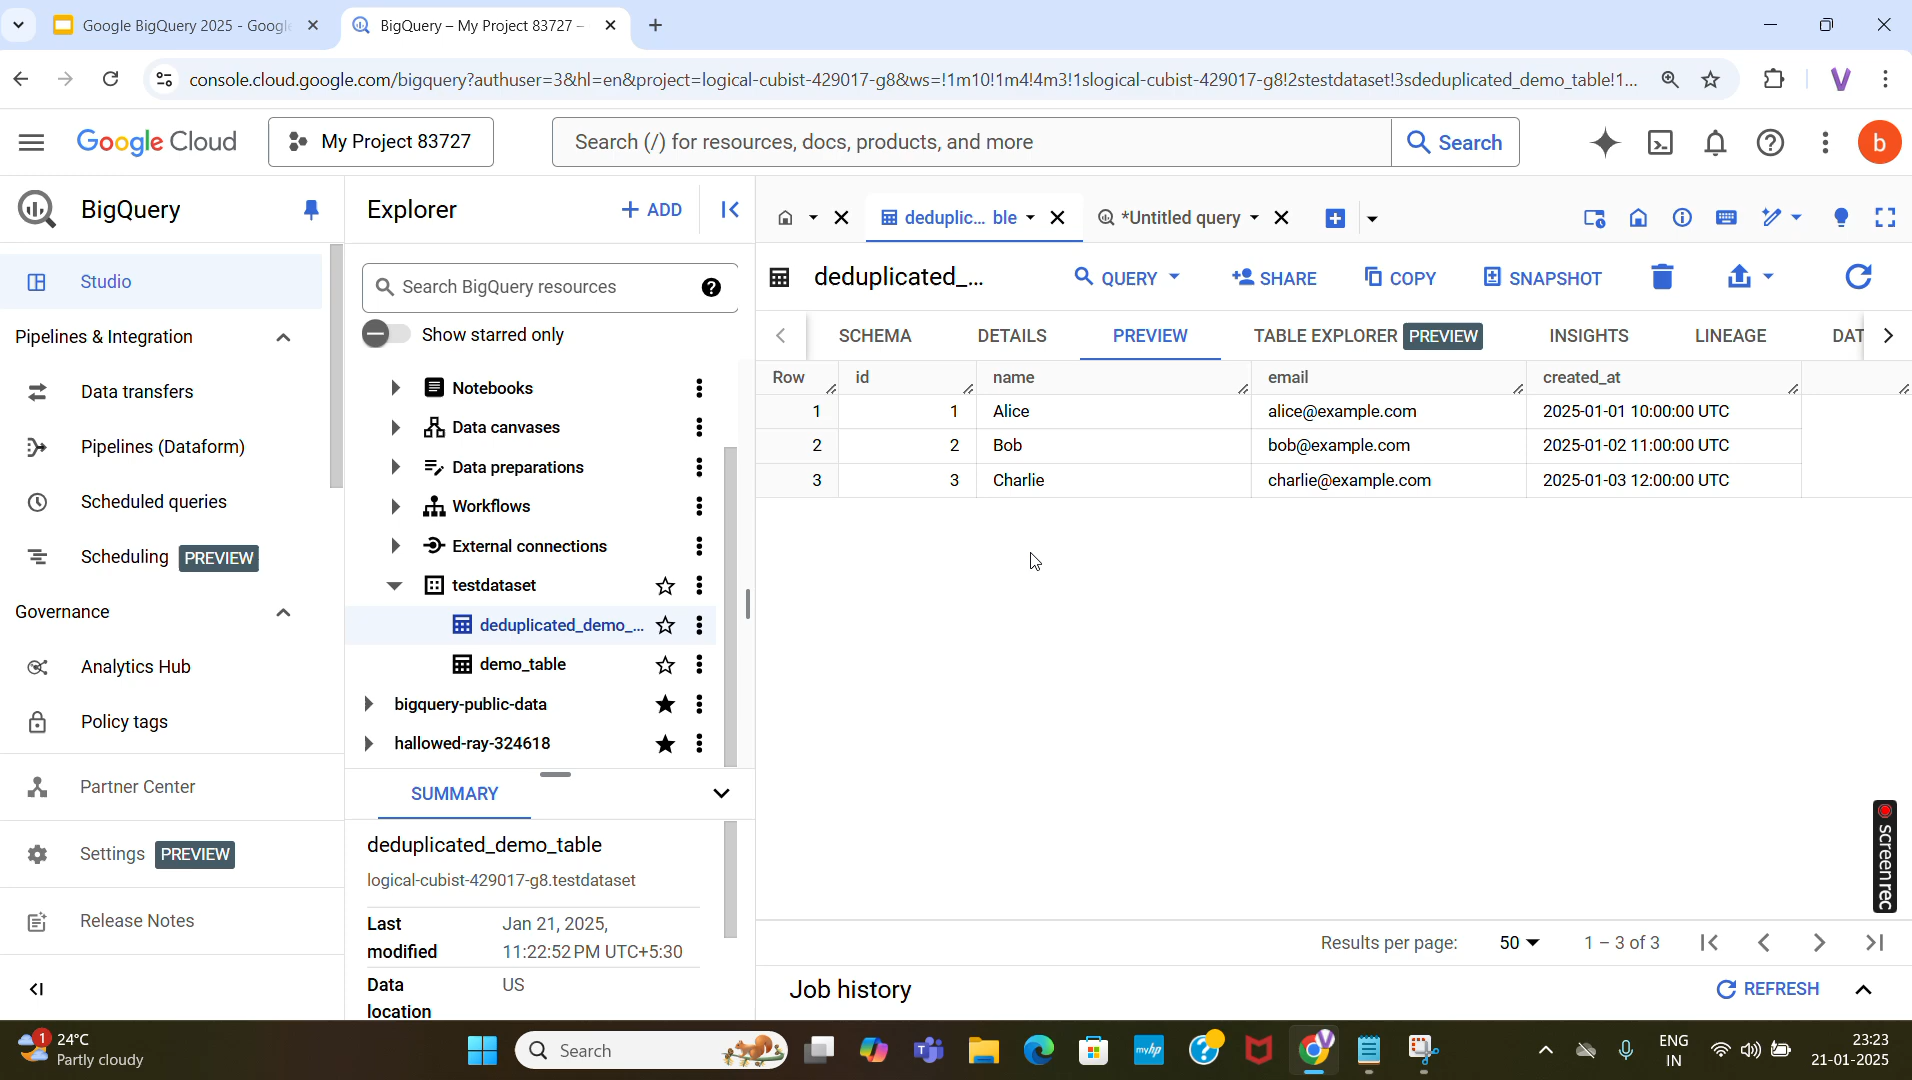 Google BigQuery 2025 - Google
BigQuery – My Project 83727 –
console.cloud.google.com/bigquery?authuser=3&hl=en&project=logical-cubist-429017-g8&ws=!1m10!1m4!4m3!1slogical-cubist-429017-g8!2stestdataset!3sdeduplicated_demo_table!1...
V
Google Cloud
My Project 83727
Search (/) for resources, docs, products, and more
Search
b
BigQuery
Explorer
+ ADD
deduplic... ble
*Untitled query
Studio
Search BigQuery resources
deduplicated_...
QUERY
SHARE
COPY
SNAPSHOT
Pipelines & Integration
Show starred only
SCHEMA
DETAILS
PREVIEW
TABLE EXPLORER PREVIEW
INSIGHTS
LINEAGE
DAT
Row id name email created_at
1 1 Alice alice@example.com 2025-01-01 10:00:00 UTC
2 2 Bob bob@example.com 2025-01-02 11:00:00 UTC
3 3 Charlie charlie@example.com 2025-01-03 12:00:00 UTC
Data transfers
Pipelines (Dataform)
Scheduled queries
Scheduling PREVIEW
Governance
Analytics Hub
Policy tags
Partner Center
Settings PREVIEW
Release Notes
Notebooks
Data canvases
Data preparations
Workflows
External connections
testdataset
deduplicated_demo_...
demo_table
bigquery-public-data
hallowed-ray-324618
SUMMARY
deduplicated_demo_table
logical-cubist-429017-g8.testdataset
Last modified
Jan 21, 2025, 11:22:52 PM UTC+5:30
Data location
US
screen rec
Results per page: 50 1 – 3 of 3
Job history
REFRESH
1
24°C
Partly cloudy
Search
myhp
ENG
IN
23:23
21-01-2025